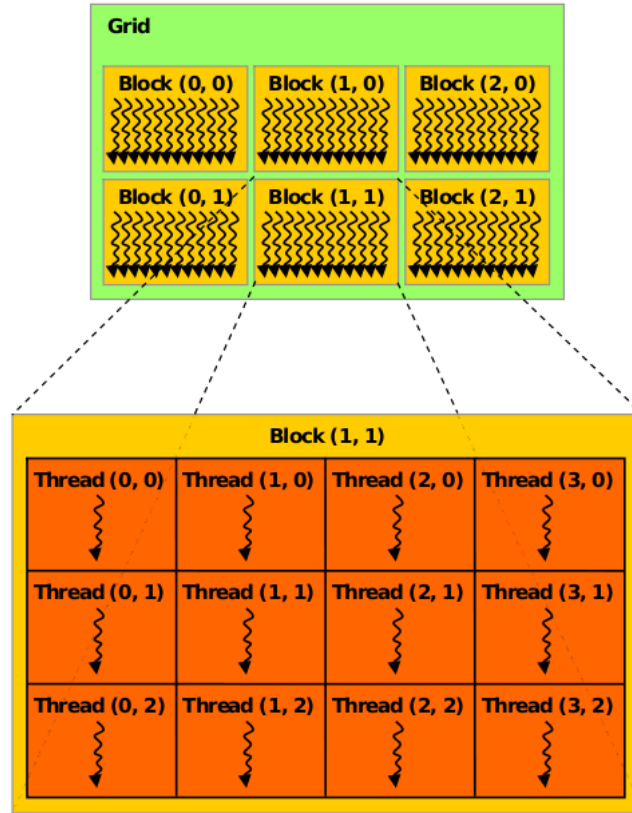 Grid
Block (0, 0) Block (1, 0) Block (2, 0)
Block (0, 1) Block (1, 1) Block (2, 1)
Block (1, 1)
Thread (0, 0) Thread (1, 0) Thread (2, 0) Thread (3, 0)
Thread (0, 1) Thread (1, 1) Thread (2, 1) Thread (3, 1)
Thread (0, 2) Thread (1, 2) Thread (2, 2) Thread (3, 2)